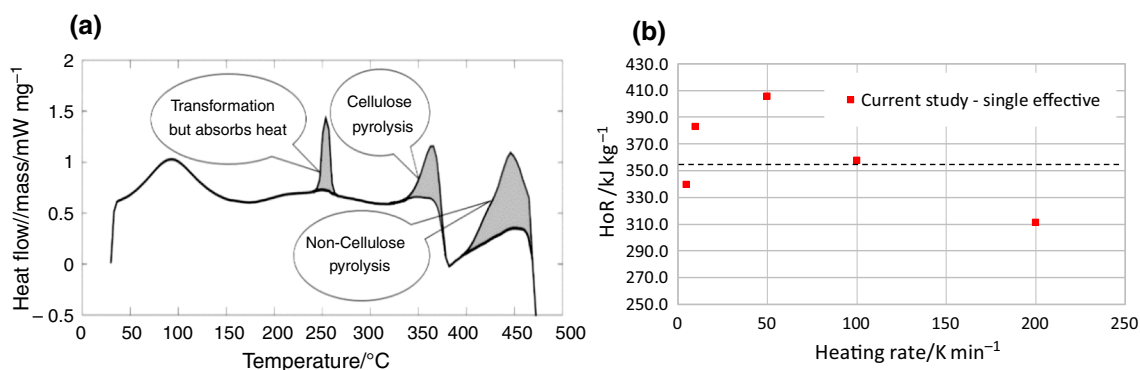 (a)
Heat flow//mass/mW mg⁻¹
2
1.5
1
0.5
0
– 0.5
Transformation
but absorbs heat
Cellulose
pyrolysis
Non-Cellulose
pyrolysis
0 50 100 150 200 250 300 350 400 450 500
Temperature/°C
(b)
HoR /kJ kg⁻¹
430.0
410.0
390.0
370.0
350.0
330.0
310.0
290.0
270.0
250.0
Current study - single effective
0 50 100 150 200 250
Heating rate/K min⁻¹